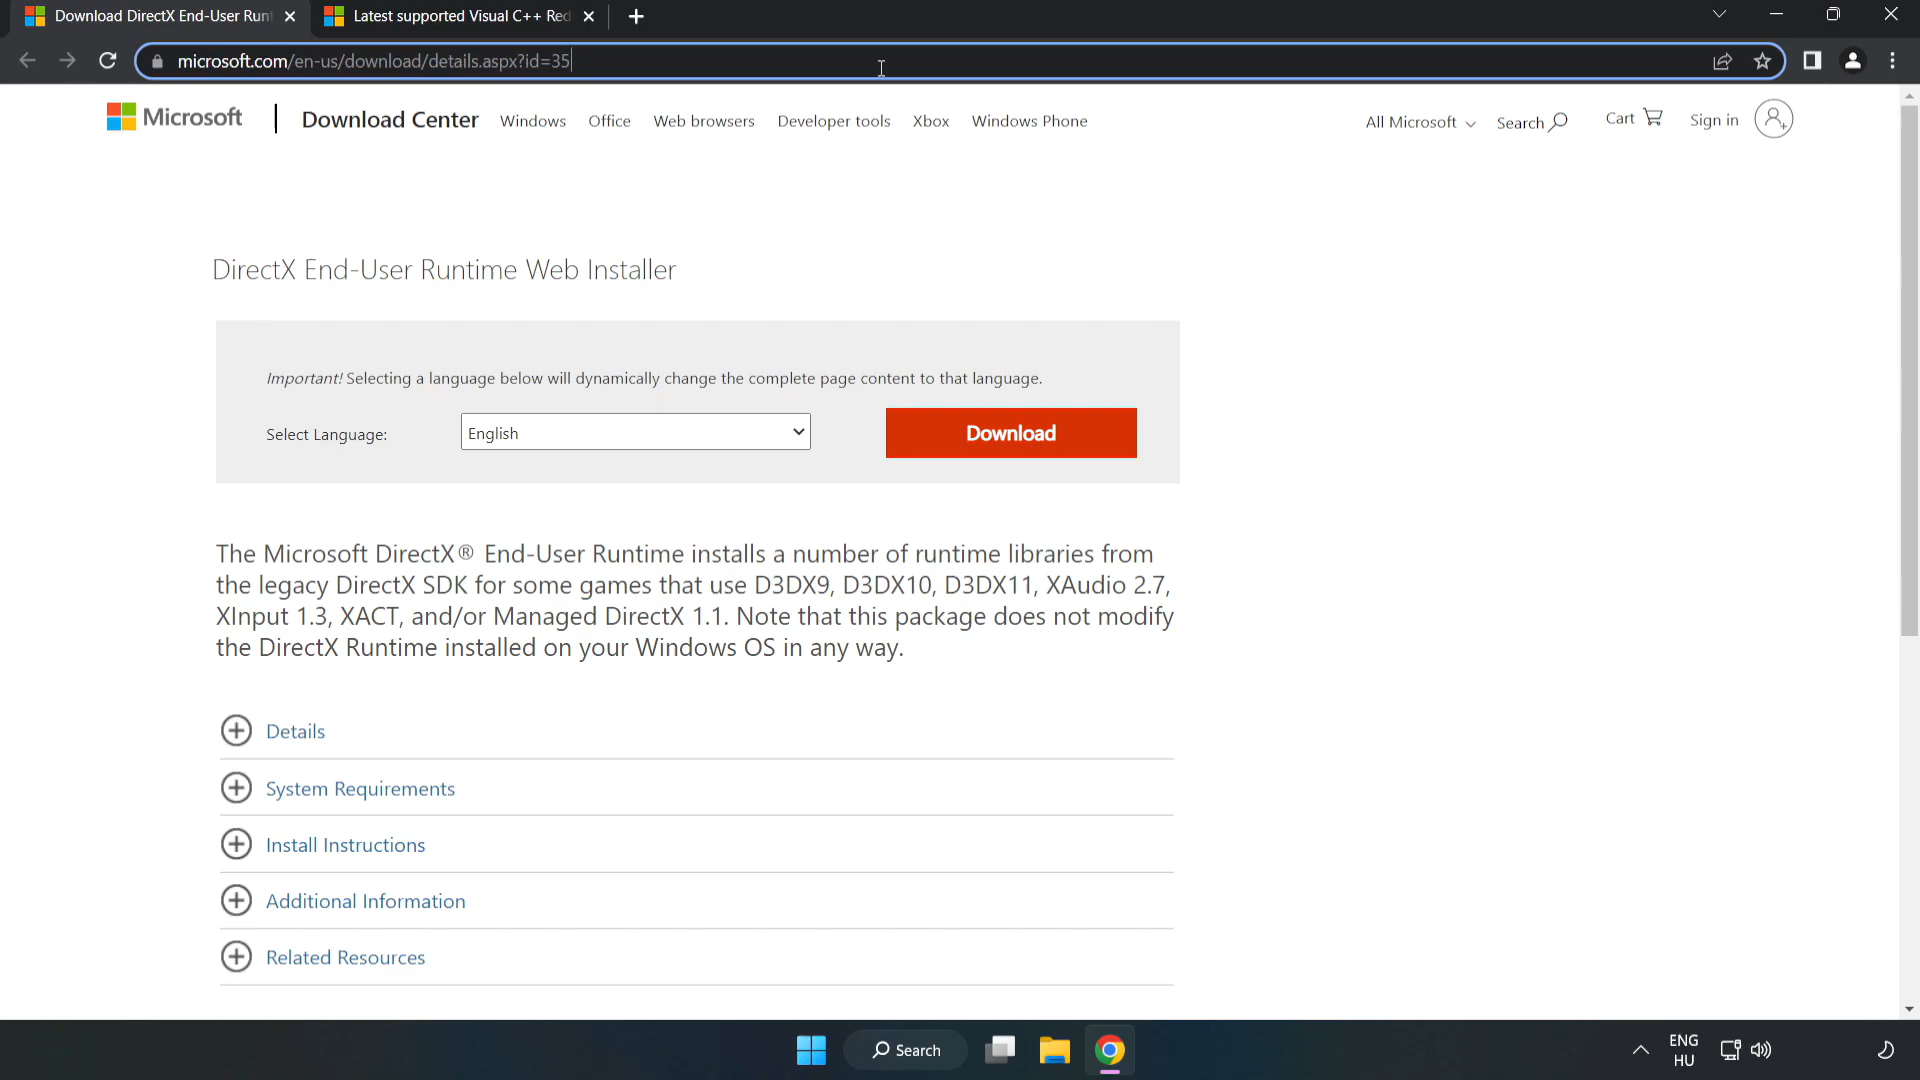 Download DirectX End-User Runt
Latest supported Visual C++ Red
microsoft.com/en-us/download/details.aspx?id=35
Microsoft
Download Center
Windows
Office
Web browsers
Developer tools
Xbox
Windows Phone
All Microsoft
Search
Cart
Sign in
DirectX End-User Runtime Web Installer
Important! Selecting a language below will dynamically change the complete page content to that language.
Select Language:
English
Download
The Microsoft DirectX® End-User Runtime installs a number of runtime libraries from
the legacy DirectX SDK for some games that use D3DX9, D3DX10, D3DX11, XAudio 2.7,
XInput 1.3, XACT, and/or Managed DirectX 1.1. Note that this package does not modify
the DirectX Runtime installed on your Windows OS in any way.
Details
System Requirements
Install Instructions
Additional Information
Related Resources
Search
ENG
HU